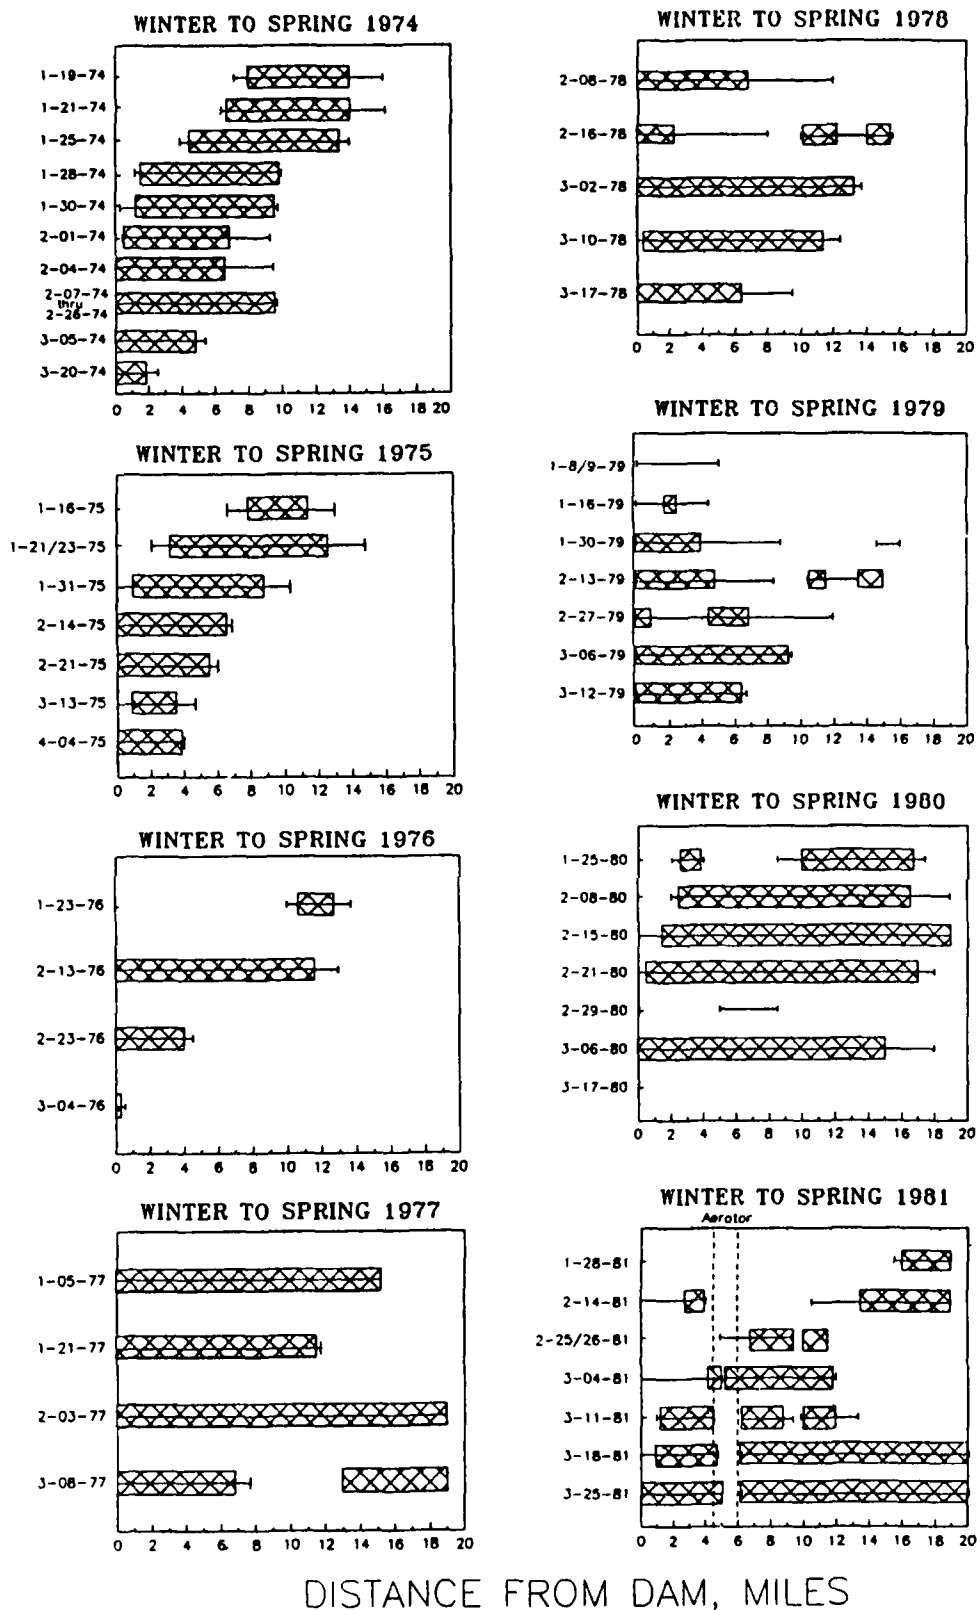 WINTER TO SPRING 1974
1-19-74
1-21-74
1-25-74
1-28-74
1-30-74
2-01-74
2-04-74
2-07-74
thru
2-26-74
3-05-74
3-20-74
0 2 4 6 8 10 12 14 16 18 20
WINTER TO SPRING 1975
1-16-75
1-21/23-75
1-31-75
2-14-75
2-21-75
3-13-75
4-04-75
0 2 4 6 8 10 12 14 16 18 20
WINTER TO SPRING 1976
1-23-76
2-13-76
2-23-76
3-04-76
0 2 4 6 8 10 12 14 16 18 20
WINTER TO SPRING 1977
1-05-77
1-21-77
2-03-77
3-08-77
0 2 4 6 8 10 12 14 16 18 20
WINTER TO SPRING 1978
2-08-78
2-16-78
3-02-78
3-10-78
3-17-78
0 2 4 6 8 10 12 14 16 18 20
WINTER TO SPRING 1979
1-8/9-79
1-16-79
1-30-79
2-13-79
2-27-79
3-06-79
3-12-79
0 2 4 6 8 10 12 14 16 18 20
WINTER TO SPRING 1980
1-25-80
2-08-80
2-15-80
2-21-80
2-29-80
3-06-80
3-17-80
0 2 4 6 8 10 12 14 16 18 20
WINTER TO SPRING 1981
Aerator
1-28-81
2-14-81
2-25/26-81
3-04-81
3-11-81
3-18-81
3-25-81
0 2 4 6 8 10 12 14 16 18 20
DISTANCE FROM DAM, MILES